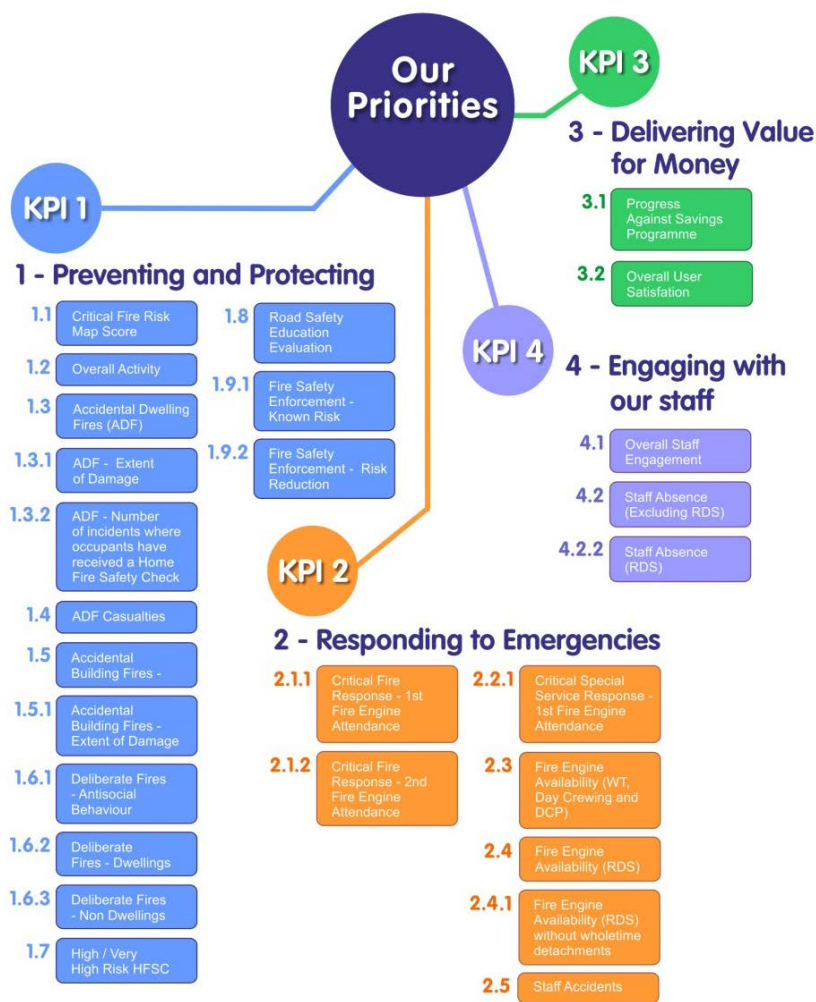 Our
Priorities
KPI 3
3 - Delivering Value
for Money
3.1
Progress
Against Savings
Programme
3.2
Overall User
Satisfation
KPI 1
1 - Preventing and Protecting
1.1
Critical Fire Risk
Map Score
1.2
Overall Activity
1.3
Accidental Dwelling
Fires (ADF)
1.3.1
ADF - Extent
of Damage
1.3.2
ADF - Number
of incidents where
occupants have
received a Home
Fire Safety Check
1.4
ADF Casualties
1.5
Accidental
Building Fires -
1.5.1
Accidental
Building Fires -
Extent of Damage
1.6.1
Deliberate Fires
- Antisocial
Behaviour
1.6.2
Deliberate
Fires - Dwellings
1.6.3
Deliberate Fires
- Non Dwellings
1.7
High / Very
High Risk HFSC
1.8
Road Safety
Education
Evaluation
1.9.1
Fire Safety
Enforcement -
Known Risk
1.9.2
Fire Safety
Enforcement - Risk
Reduction
KPI 4
4 - Engaging with
our staff
4.1
Overall Staff
Engagement
4.2
Staff Absence
(Excluding RDS)
4.2.2
Staff Absence
(RDS)
KPI 2
2 - Responding to Emergencies
2.1.1
Critical Fire
Response - 1st
Fire Engine
Attendance
2.1.2
Critical Fire
Response - 2nd
Fire Engine
Attendance
2.2.1
Critical Special
Service Response -
1st Fire Engine
Attendance
2.3
Fire Engine
Availability (WT,
Day Crewing and
DCP)
2.4
Fire Engine
Availability (RDS)
2.4.1
Fire Engine
Availability (RDS)
without wholetime
detachments
2.5
Staff Accidents